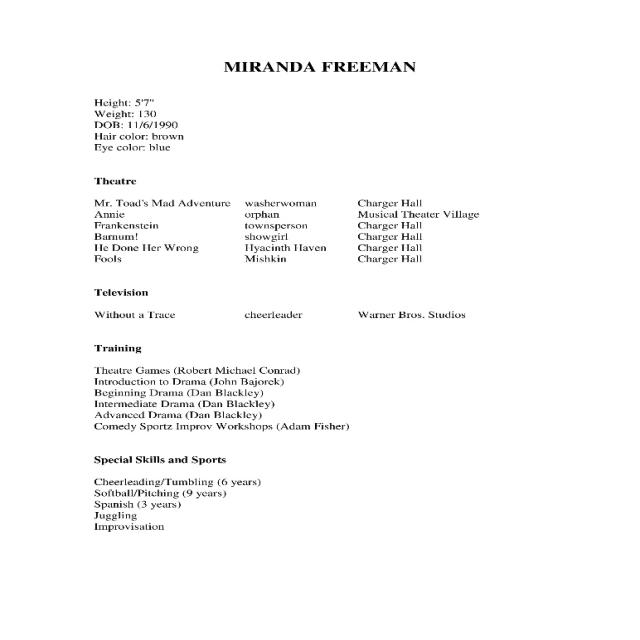 MIRANDA FREEMAN
Height: 5'7"
Weight: 130
DOB: 11/6/1990
Hair color: brown
Eye color: blue
Theatre
Mr. Toad's Mad Adventure washerwoman Charger Hall
Annie orphan Musical Theater Village
Frankenstein townsperson Charger Hall
Barnum! showgirl Charger Hall
He Done Her Wrong Hyacinth Haven Charger Hall
Fools Mishkin Charger Hall
Television
Without a Trace cheerleader Warner Bros. Studios
Training
Theatre Games (Robert Michael Conrad)
Introduction to Drama (John Bajorek)
Beginning Drama (Dan Blackley)
Intermediate Drama (Dan Blackley)
Advanced Drama (Dan Blackley)
Comedy Sportz Improv Workshops (Adam Fisher)
Special Skills and Sports
Cheerleading/Tumbling (6 years)
Softball/Pitching (9 years)
Spanish (3 years)
Juggling
Improvisation